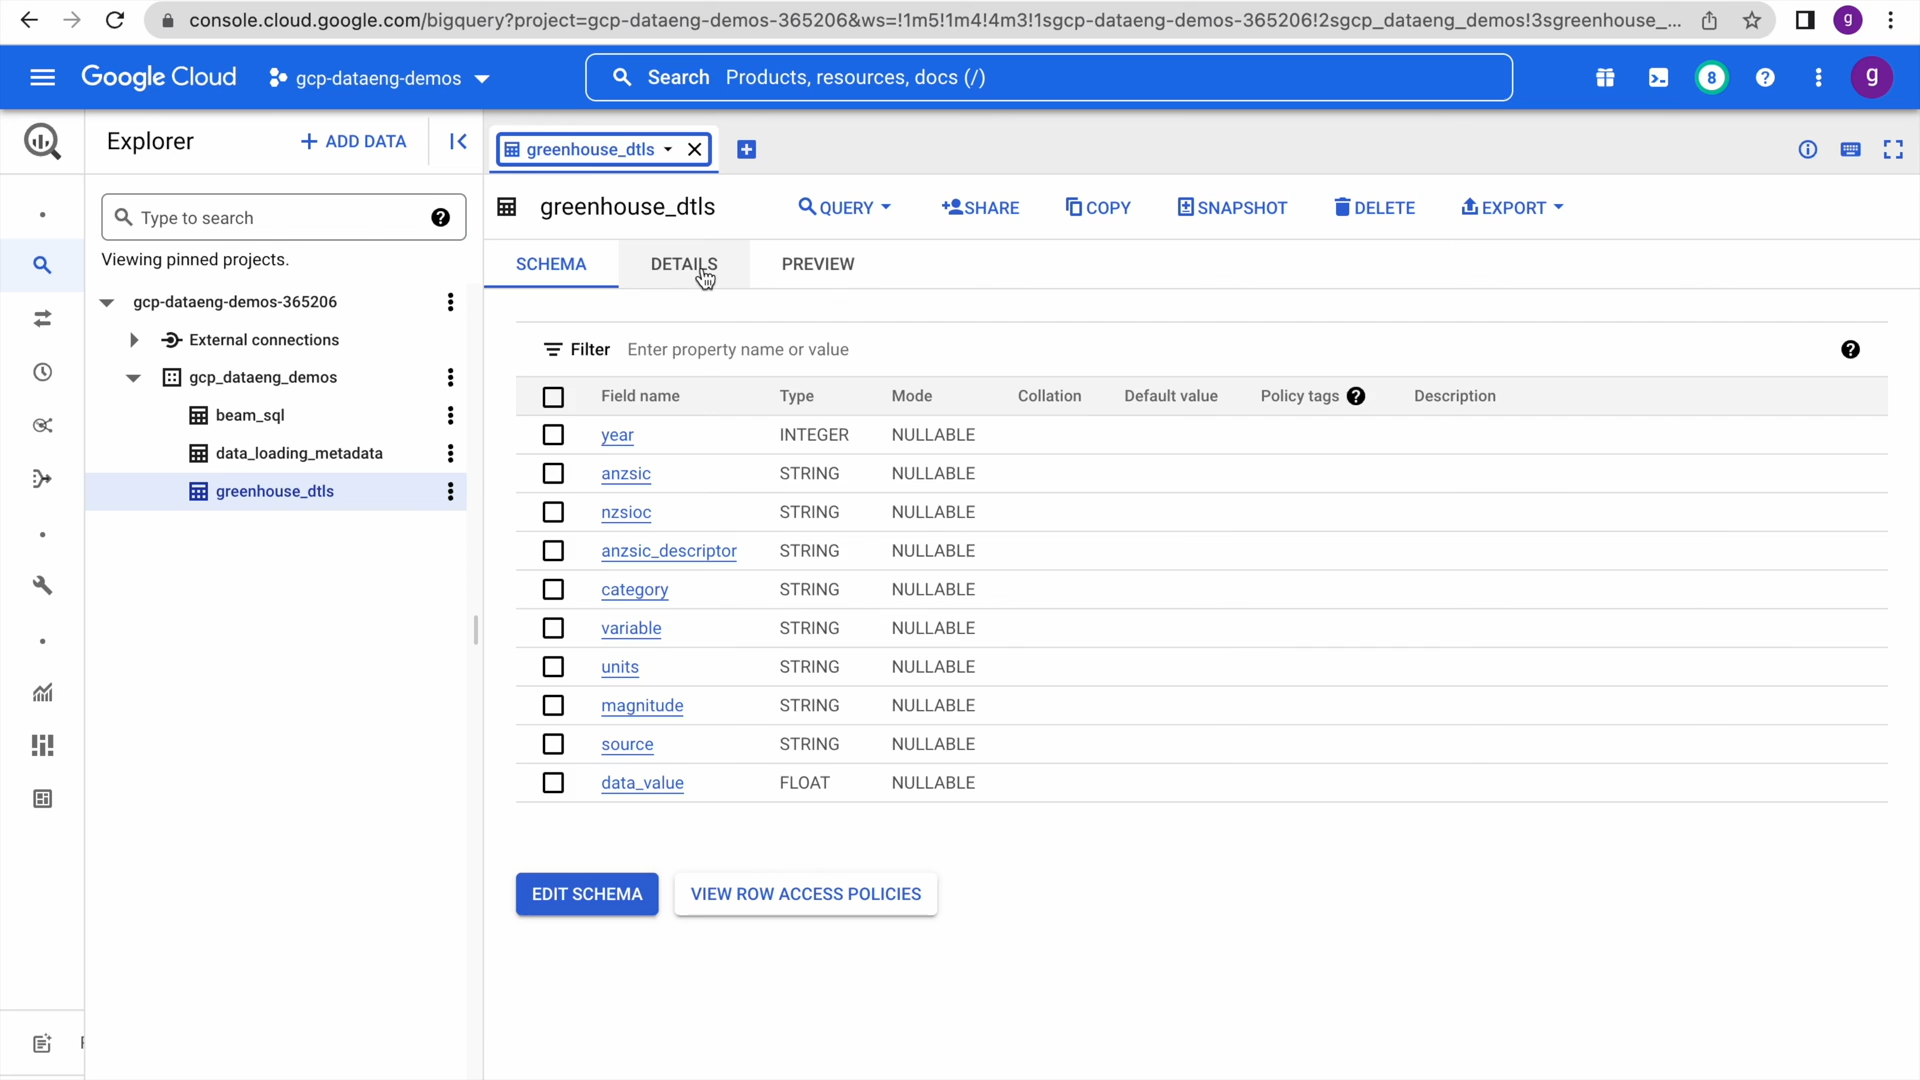 console.cloud.google.com/bigquery?project=gcp-dataeng-demos-365206&ws=!1m5!1m4!4m3!1sgcp-dataeng-demos-365206!2sgcp_dataeng_demos!3sgreenhouse_...
g
Google Cloud
gcp-dataeng-demos
Search Products, resources, docs (/)
8
g
Explorer
ADD DATA
greenhouse_dtls
Type to search
greenhouse_dtls
QUERY
SHARE
COPY
SNAPSHOT
DELETE
EXPORT
Viewing pinned projects.
SCHEMA
DETAILS
PREVIEW
gcp-dataeng-demos-365206
External connections
gcp_dataeng_demos
beam_sql
data_loading_metadata
greenhouse_dtls
Filter Enter property name or value
Field name Type Mode Collation Default value Policy tags Description
year INTEGER NULLABLE
anzsic STRING NULLABLE
nzsioc STRING NULLABLE
anzsic_descriptor STRING NULLABLE
category STRING NULLABLE
variable STRING NULLABLE
units STRING NULLABLE
magnitude STRING NULLABLE
source STRING NULLABLE
data_value FLOAT NULLABLE
EDIT SCHEMA
VIEW ROW ACCESS POLICIES